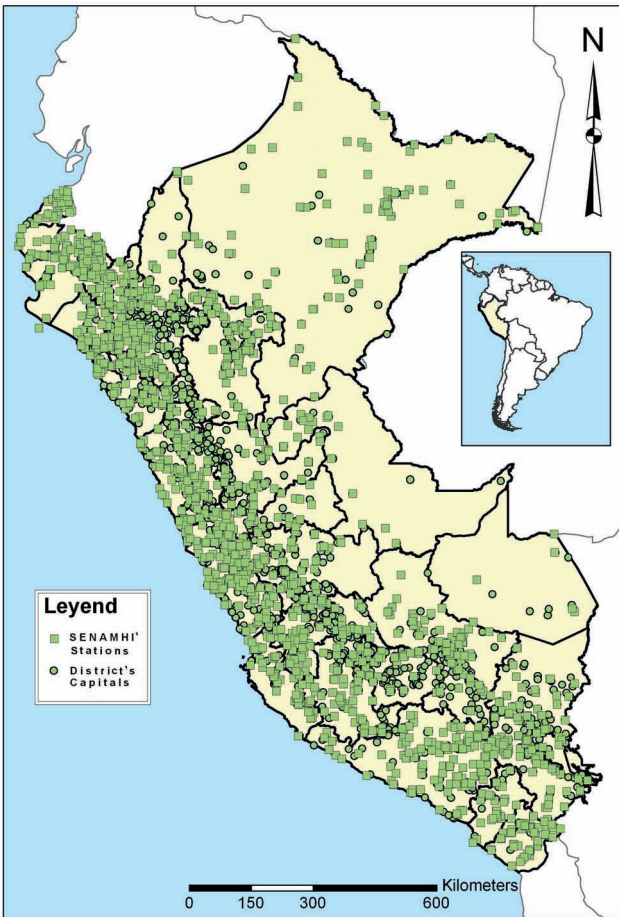 N
Leyend
SENAMHI'
Stations
District's
Capitals
Kilometers
0 150 300 600